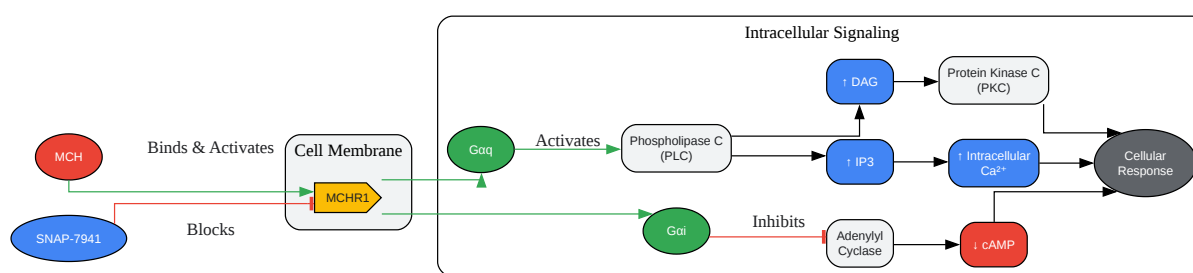 Intracellular Signaling
↑ DAG
Protein Kinase C
(PKC)
MCH
Binds & Activates
Cell Membrane
Gαq
Activates
Phospholipase C
(PLC)
↑ IP3
↑ Intracellular
Ca²⁺
Cellular
Response
MCHR1
SNAP-7941
Blocks
Gαi
Inhibits
Adenylyl
Cyclase
↓ cAMP